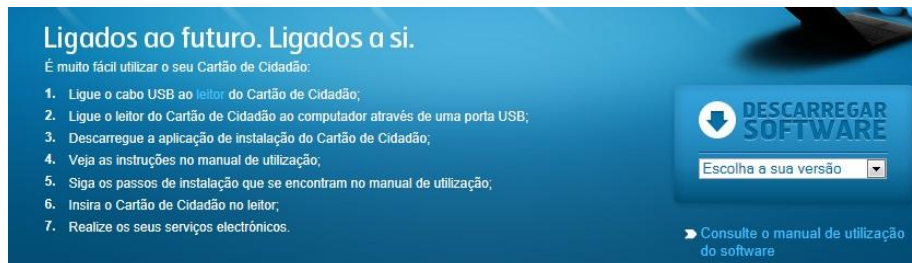 Ligados ao futuro. Ligados a si.
É muito fácil utilizar o seu Cartão de Cidadão:
1. Ligue o cabo USB ao leitor do Cartão de Cidadão;
2. Ligue o leitor do Cartão de Cidadão ao computador através de uma porta USB;
3. Descarregue a aplicação de instalação do Cartão de Cidadão;
4. Veja as instruções no manual de utilização;
5. Siga os passos de instalação que se encontram no manual de utilização;
6. Insira o Cartão de Cidadão no leitor;
7. Realize os seus serviços electrónicos.
DESCARREGAR
SOFTWARE
Escolha a sua versão
Consulte o manual de utilização
do software